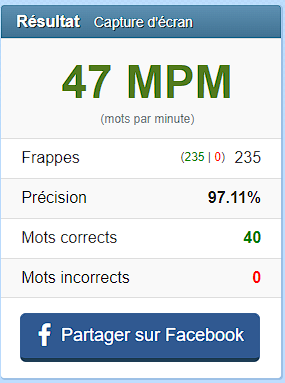 Résultat Capture d'écran
47 MPM
(mots par minute)
Frappes (235 | 0) 235
Précision 97.11%
Mots corrects 40
Mots incorrects 0
Partager sur Facebook